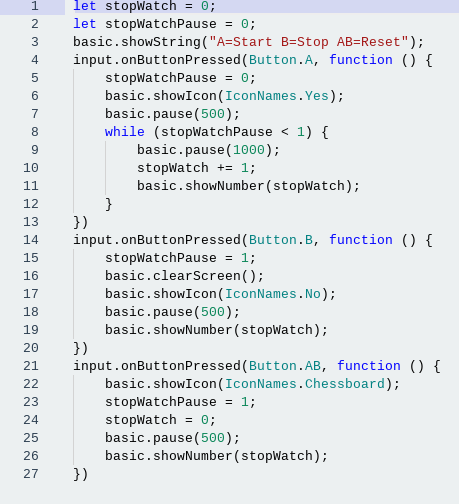 1 let stopWatch = 0;
2 let stopWatchPause = 0;
3 basic.showString("A=Start B=Stop AB=Reset");
4 input.onButtonPressed(Button.A, function () {
5     stopWatchPause = 0;
6     basic.showIcon(IconNames.Yes);
7     basic.pause(500);
8     while (stopWatchPause < 1) {
9         basic.pause(1000);
10         stopWatch += 1;
11         basic.showNumber(stopWatch);
12     }
13 })
14 input.onButtonPressed(Button.B, function () {
15     stopWatchPause = 1;
16     basic.clearScreen();
17     basic.showIcon(IconNames.No);
18     basic.pause(500);
19     basic.showNumber(stopWatch);
20 })
21 input.onButtonPressed(Button.AB, function () {
22     basic.showIcon(IconNames.Chessboard);
23     stopWatchPause = 1;
24     stopWatch = 0;
25     basic.pause(500);
26     basic.showNumber(stopWatch);
27 })